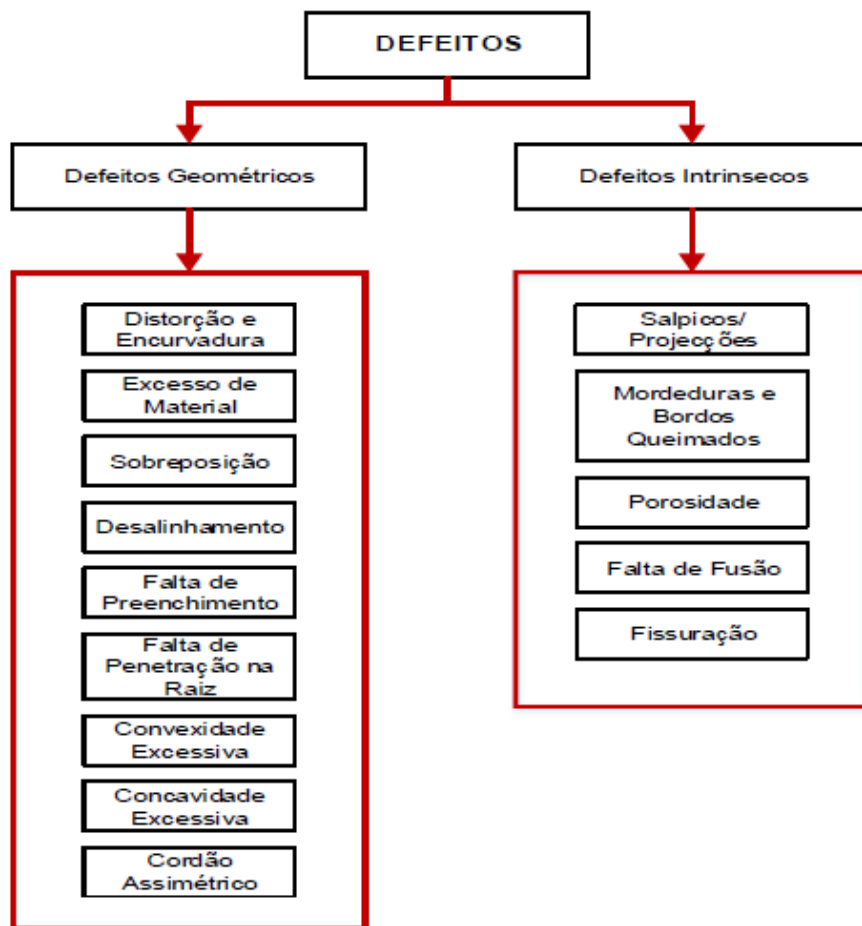 DEFEITOS
Defeitos Geométricos
Defeitos Intrinsecos
Distorção e
Encurvadura
Excesso de
Material
Sobreposição
Desalinhamento
Falta de
Preenchimento
Falta de
Penetração na
Raiz
Convexidade
Excessiva
Concavidade
Excessiva
Cordão
Assimétrico
Salpicos/
Projecções
Mordeduras e
Bordos
Queimados
Porosidade
Falta de Fusão
Fissuração